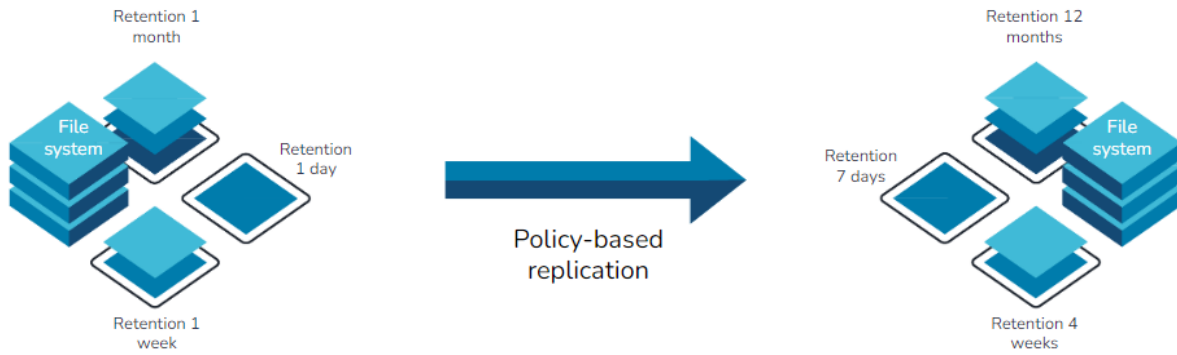 Retention 1
month
File
system
Retention
1 day
Retention 1
week
Policy-based
replication
Retention 12
months
File
system
Retention
7 days
Retention 4
weeks